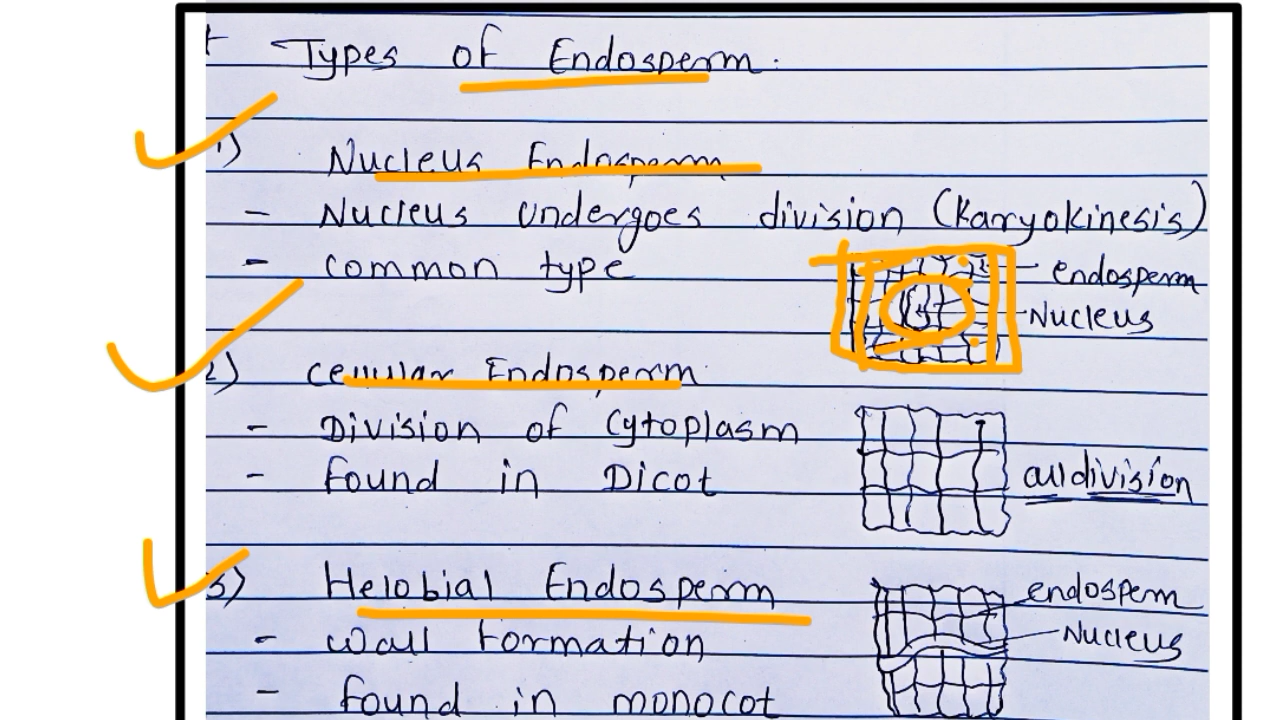 Types of Endosperm.
1) Nucleus Endosperm
- Nucleus undergoes division (Karyokinesis)
- common type
endosperm
Nucleus
2) cellular Endosperm
- Division of cytoplasm
- found in Dicot
all division
3) Helobial Endosperm
endosperm
- wall formation
Nucleus
- found in monocot